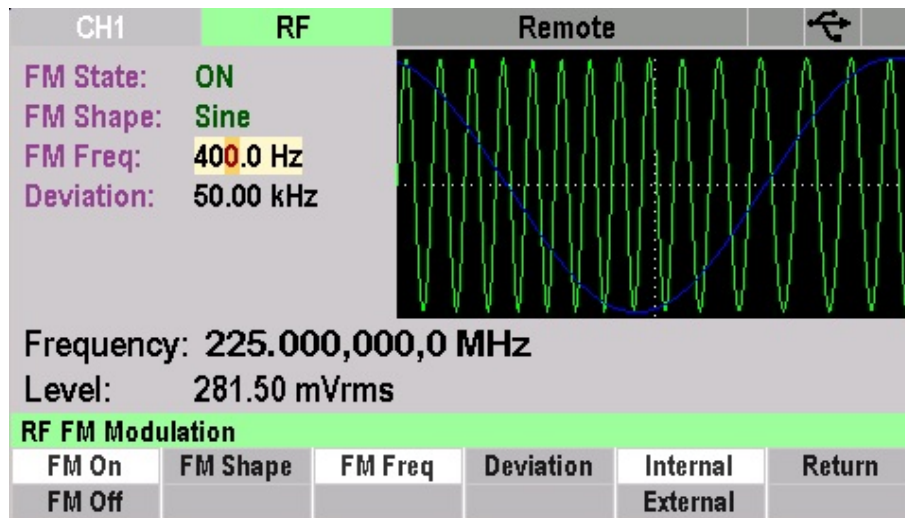 CH1 RF Remote
FM State: ON
FM Shape: Sine
FM Freq: 400.0 Hz
Deviation: 50.00 kHz
Frequency: 225.000,000,0 MHz
Level: 281.50 mVrms
RF FM Modulation
FM On FM Shape FM Freq Deviation Internal Return
FM Off External